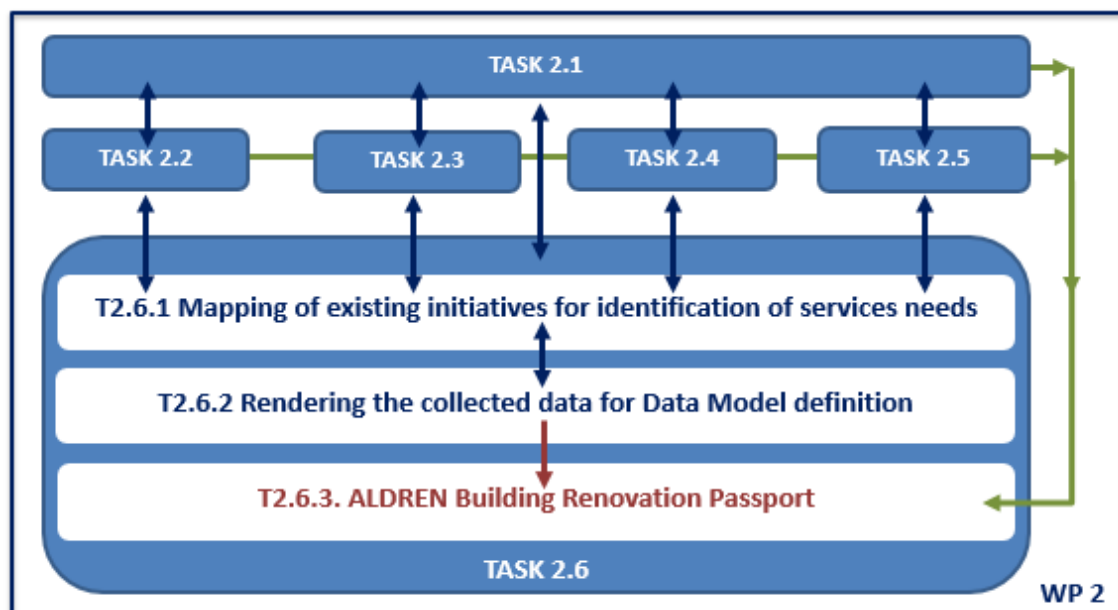 TASK 2.1
TASK 2.2
TASK 2.3
TASK 2.4
TASK 2.5
T2.6.1 Mapping of existing initiatives for identification of services needs
T2.6.2 Rendering the collected data for Data Model definition
T2.6.3. ALDREN Building Renovation Passport
TASK 2.6
WP 2